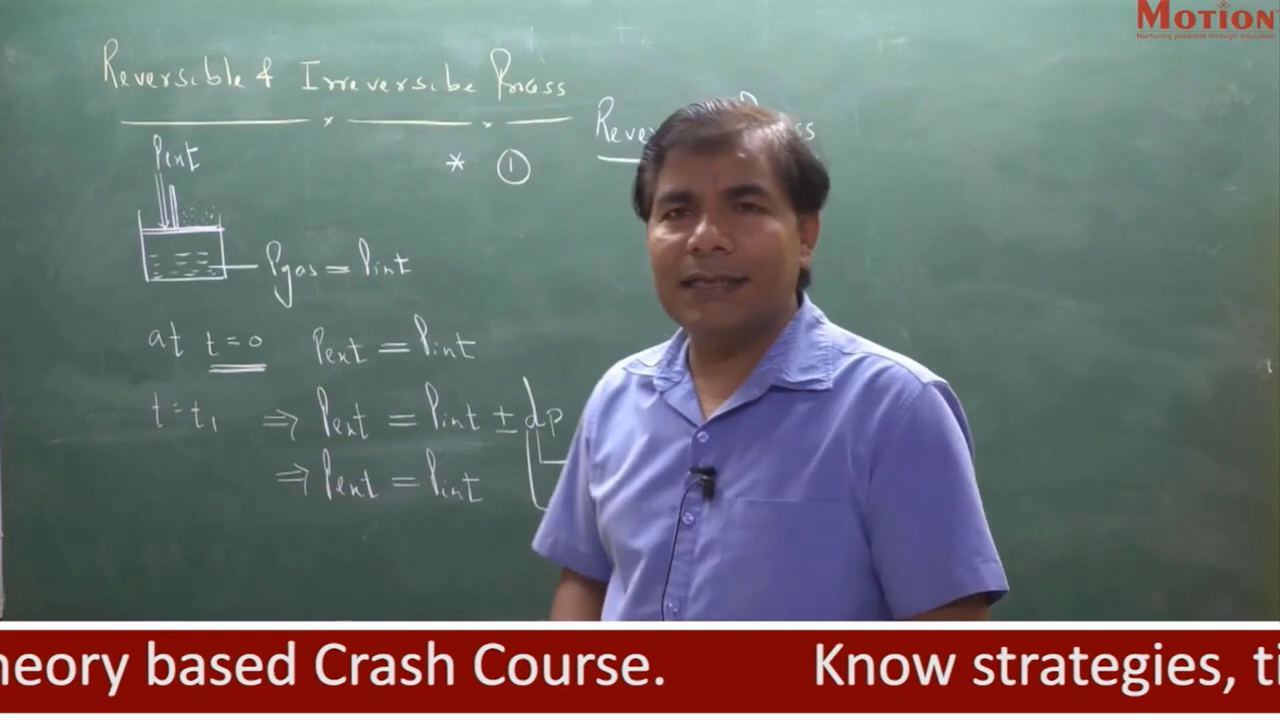 MOTION
Nurturing potential through education
Reversible & Irreversibe Process
Pext
* ①
Pgas = Pint
at t=0 Pext = Pint
t=t₁ ⇒ Pext = Pint ± dp
⇒ Pext = Pint
heory based Crash Course. Know strategies, ti